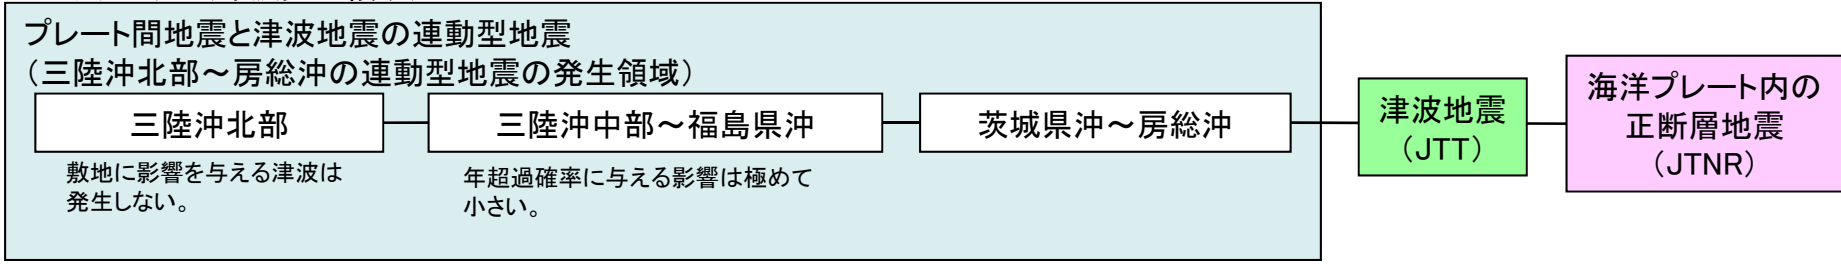 プレート間地震と津波地震の連動型地震
（三陸沖北部～房総沖の連動型地震の発生領域）
三陸沖北部
三陸沖中部～福島県沖
茨城県沖～房総沖
敷地に影響を与える津波は
発生しない。
年超過確率に与える影響は極めて
小さい。
津波地震
（JTT）
海洋プレート内の
正断層地震
（JTNR）